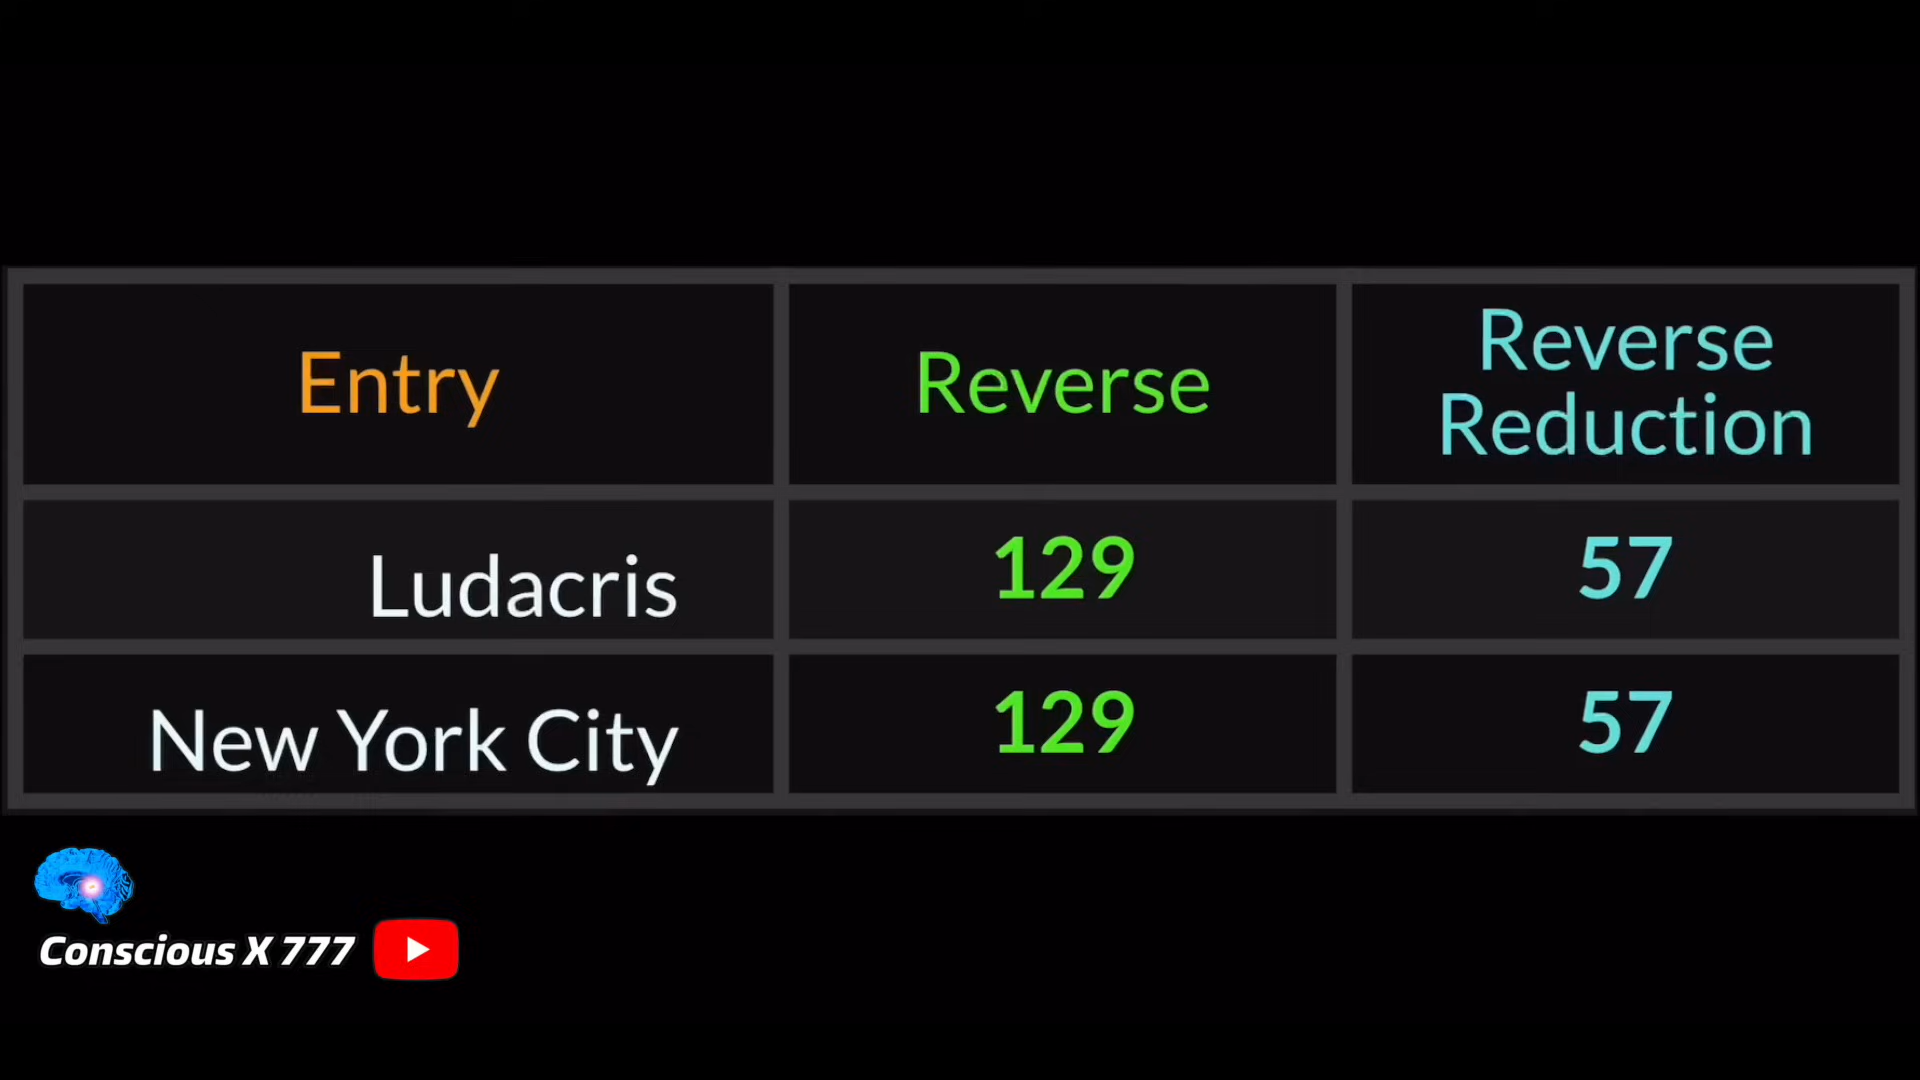 Entry Reverse Reverse Reduction
Ludacris 129 57
New York City 129 57
Conscious X 777